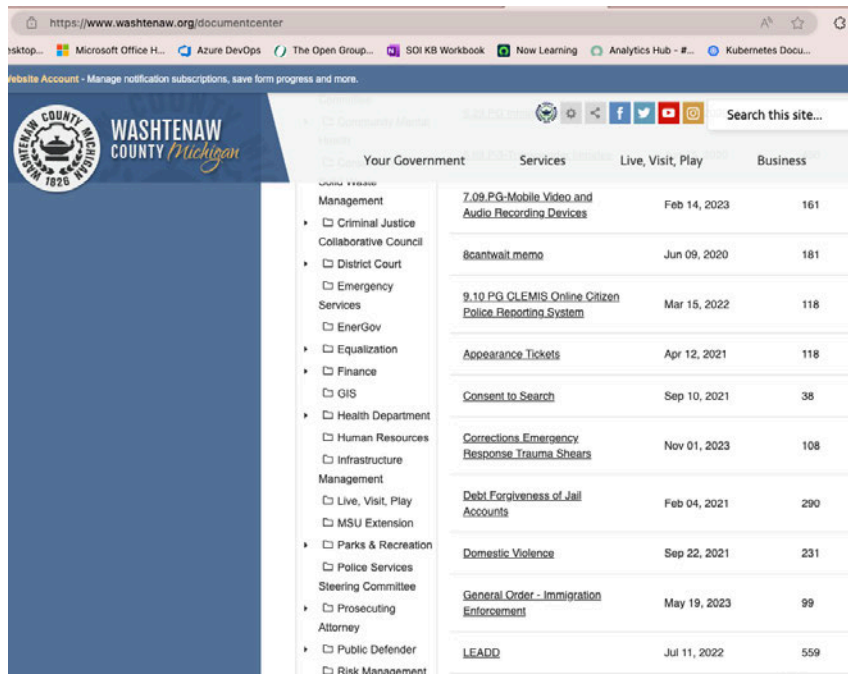 https://www.washtenaw.org/documentcenter
Microsoft Office H...
Azure DevOps
The Open Group...
SOI KB Workbook
Now Learning
Analytics Hub - #...
Kubernetes Docu...
Website Account - Manage notification subscriptions, save form progress and more.
WASHTENAW COUNTY MICHIGAN
1826
WASHTENAW
COUNTY Michigan
Search this site...
Your Government
Services
Live, Visit, Play
Business
Solid Waste
Management
Criminal Justice
Collaborative Council
District Court
Emergency
Services
EnerGov
Equalization
Finance
GIS
Health Department
Human Resources
Infrastructure
Management
Live, Visit, Play
MSU Extension
Parks & Recreation
Police Services
Steering Committee
Prosecuting
Attorney
Public Defender
Risk Management
7.09.PG-Mobile Video and
Audio Recording Devices
Feb 14, 2023
161
8cantwait memo
Jun 09, 2020
181
9.10 PG CLEMIS Online Citizen
Police Reporting System
Mar 15, 2022
118
Appearance Tickets
Apr 12, 2021
118
Consent to Search
Sep 10, 2021
38
Corrections Emergency
Response Trauma Shears
Nov 01, 2023
108
Debt Forgiveness of Jail
Accounts
Feb 04, 2021
290
Domestic Violence
Sep 22, 2021
231
General Order - Immigration
Enforcement
May 19, 2023
99
LEADD
Jul 11, 2022
559